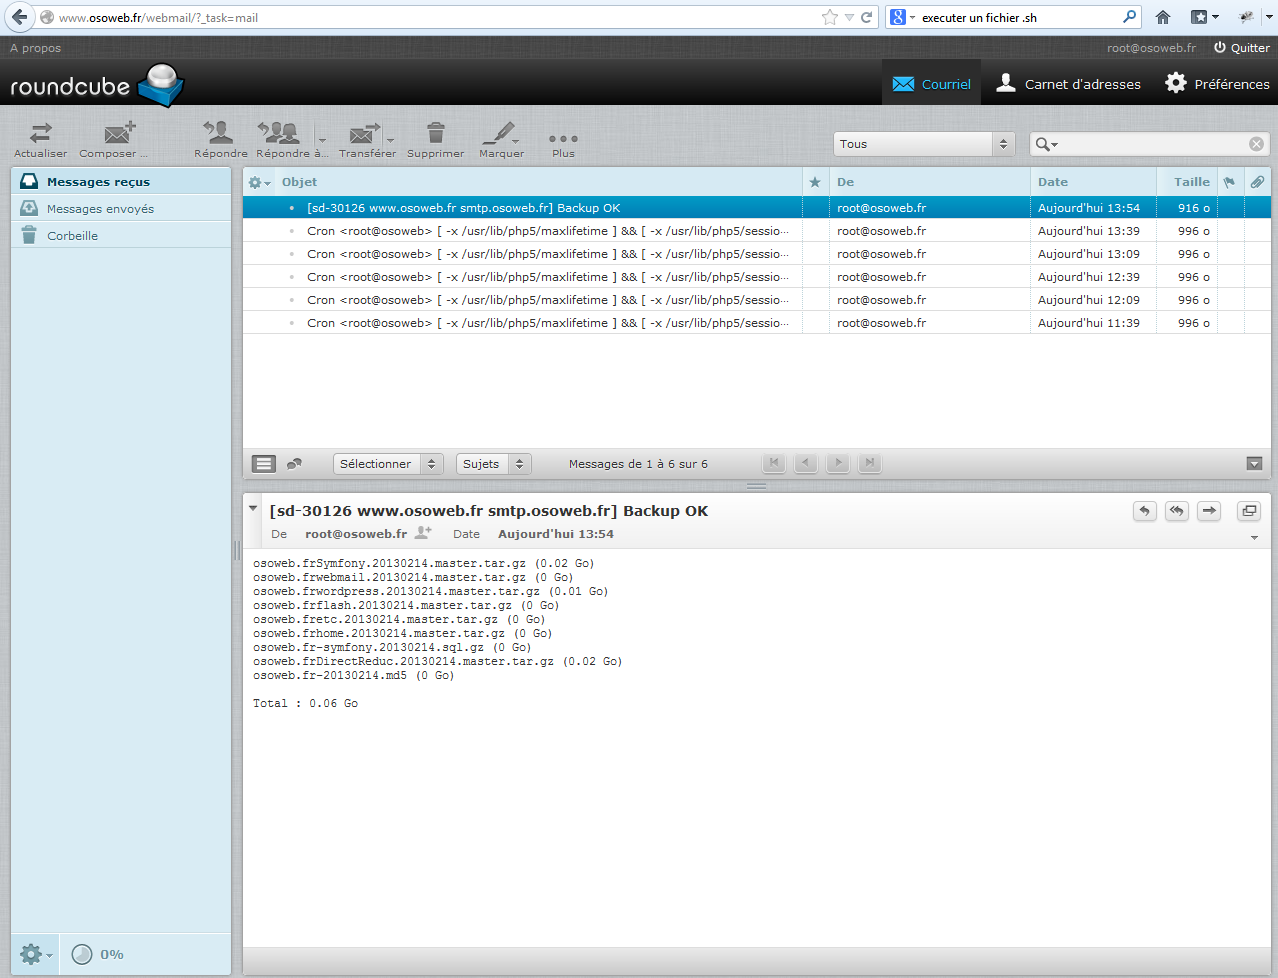 www.osoweb.fr/webmail/?_task=mail
executer un fichier .sh
A propos
root@osoweb.fr Quitter
roundcube
Courriel Carnet d'adresses Préférences
Actualiser Composer ... Répondre Répondre à... Transférer Supprimer Marquer Plus
Tous
Messages reçus
Messages envoyés
Corbeille
Objet De Date Taille
[sd-30126 www.osoweb.fr smtp.osoweb.fr] Backup OK root@osoweb.fr Aujourd'hui 13:54 916 o
Cron <root@osoweb> [ -x /usr/lib/php5/maxlifetime ] && [ -x /usr/lib/php5/sessio... root@osoweb.fr Aujourd'hui 13:39 996 o
Cron <root@osoweb> [ -x /usr/lib/php5/maxlifetime ] && [ -x /usr/lib/php5/sessio... root@osoweb.fr Aujourd'hui 13:09 996 o
Cron <root@osoweb> [ -x /usr/lib/php5/maxlifetime ] && [ -x /usr/lib/php5/sessio... root@osoweb.fr Aujourd'hui 12:39 996 o
Cron <root@osoweb> [ -x /usr/lib/php5/maxlifetime ] && [ -x /usr/lib/php5/sessio... root@osoweb.fr Aujourd'hui 12:09 996 o
Cron <root@osoweb> [ -x /usr/lib/php5/maxlifetime ] && [ -x /usr/lib/php5/sessio... root@osoweb.fr Aujourd'hui 11:39 996 o
Sélectionner Sujets Messages de 1 à 6 sur 6
[sd-30126 www.osoweb.fr smtp.osoweb.fr] Backup OK
De root@osoweb.fr Date Aujourd'hui 13:54
osoweb.frSymfony.20130214.master.tar.gz (0.02 Go)
osoweb.frwebmail.20130214.master.tar.gz (0 Go)
osoweb.frwordpress.20130214.master.tar.gz (0.01 Go)
osoweb.frflash.20130214.master.tar.gz (0 Go)
osoweb.fretc.20130214.master.tar.gz (0 Go)
osoweb.frhome.20130214.master.tar.gz (0 Go)
osoweb.fr-symfony.20130214.sql.gz (0 Go)
osoweb.frDirectReduc.20130214.master.tar.gz (0.02 Go)
osoweb.fr-20130214.md5 (0 Go)
Total : 0.06 Go
0%